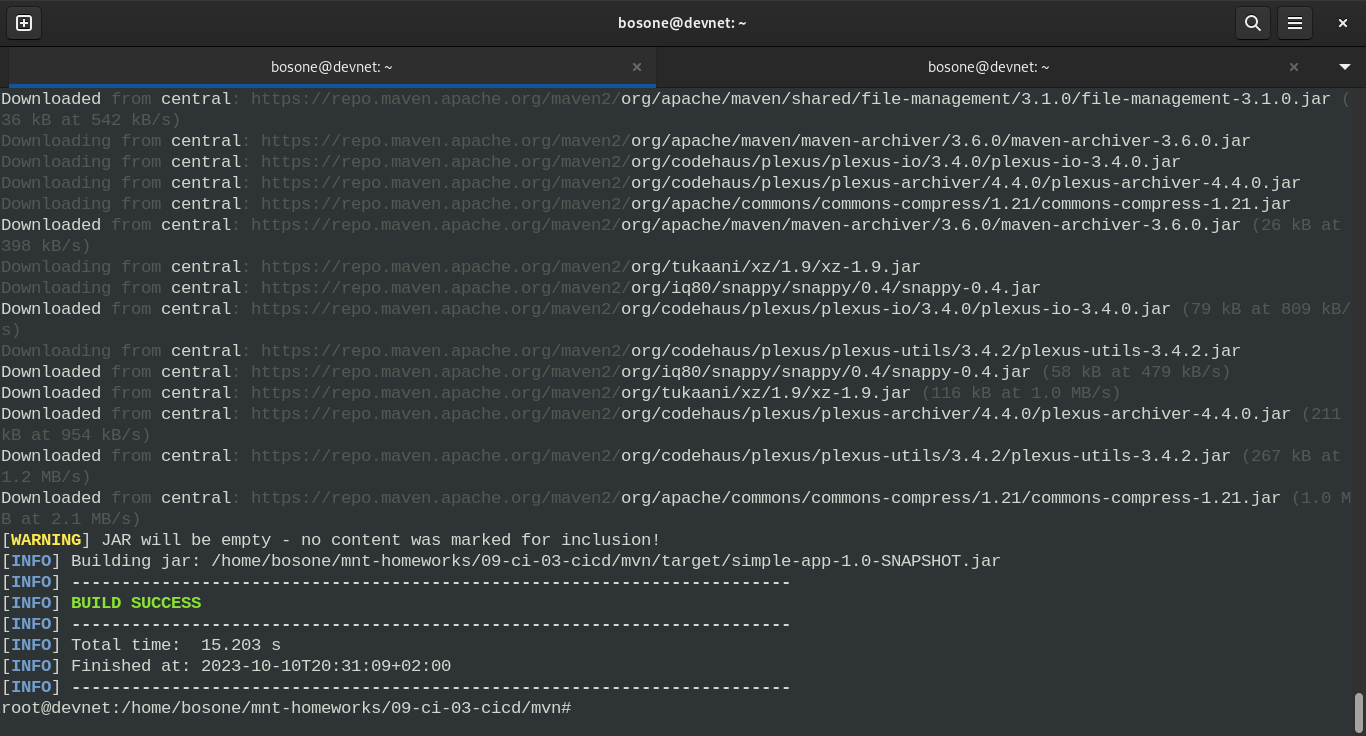 bosone@devnet: ~
bosone@devnet: ~
bosone@devnet: ~
Downloaded from central: https://repo.maven.apache.org/maven2/org/apache/maven/shared/file-management/3.1.0/file-management-3.1.0.jar (
36 kB at 542 kB/s)
Downloading from central: https://repo.maven.apache.org/maven2/org/apache/maven/maven-archiver/3.6.0/maven-archiver-3.6.0.jar
Downloading from central: https://repo.maven.apache.org/maven2/org/codehaus/plexus/plexus-io/3.4.0/plexus-io-3.4.0.jar
Downloading from central: https://repo.maven.apache.org/maven2/org/codehaus/plexus/plexus-archiver/4.4.0/plexus-archiver-4.4.0.jar
Downloading from central: https://repo.maven.apache.org/maven2/org/apache/commons/commons-compress/1.21/commons-compress-1.21.jar
Downloaded from central: https://repo.maven.apache.org/maven2/org/apache/maven/maven-archiver/3.6.0/maven-archiver-3.6.0.jar (26 kB at
398 kB/s)
Downloading from central: https://repo.maven.apache.org/maven2/org/tukaani/xz/1.9/xz-1.9.jar
Downloading from central: https://repo.maven.apache.org/maven2/org/iq80/snappy/snappy/0.4/snappy-0.4.jar
Downloaded from central: https://repo.maven.apache.org/maven2/org/codehaus/plexus/plexus-io/3.4.0/plexus-io-3.4.0.jar (79 kB at 809 kB/
s)
Downloading from central: https://repo.maven.apache.org/maven2/org/codehaus/plexus/plexus-utils/3.4.2/plexus-utils-3.4.2.jar
Downloaded from central: https://repo.maven.apache.org/maven2/org/iq80/snappy/snappy/0.4/snappy-0.4.jar (58 kB at 479 kB/s)
Downloaded from central: https://repo.maven.apache.org/maven2/org/tukaani/xz/1.9/xz-1.9.jar (116 kB at 1.0 MB/s)
Downloaded from central: https://repo.maven.apache.org/maven2/org/codehaus/plexus/plexus-archiver/4.4.0/plexus-archiver-4.4.0.jar (211
kB at 954 kB/s)
Downloaded from central: https://repo.maven.apache.org/maven2/org/codehaus/plexus/plexus-utils/3.4.2/plexus-utils-3.4.2.jar (267 kB at
1.2 MB/s)
Downloaded from central: https://repo.maven.apache.org/maven2/org/apache/commons/commons-compress/1.21/commons-compress-1.21.jar (1.0 M
B at 2.1 MB/s)
[WARNING] JAR will be empty - no content was marked for inclusion!
[INFO] Building jar: /home/bosone/mnt-homeworks/09-ci-03-cicd/mvn/target/simple-app-1.0-SNAPSHOT.jar
[INFO] ------------------------------------------------------------------------
[INFO] BUILD SUCCESS
[INFO] ------------------------------------------------------------------------
[INFO] Total time:  15.203 s
[INFO] Finished at: 2023-10-10T20:31:09+02:00
[INFO] ------------------------------------------------------------------------
root@devnet:/home/bosone/mnt-homeworks/09-ci-03-cicd/mvn#